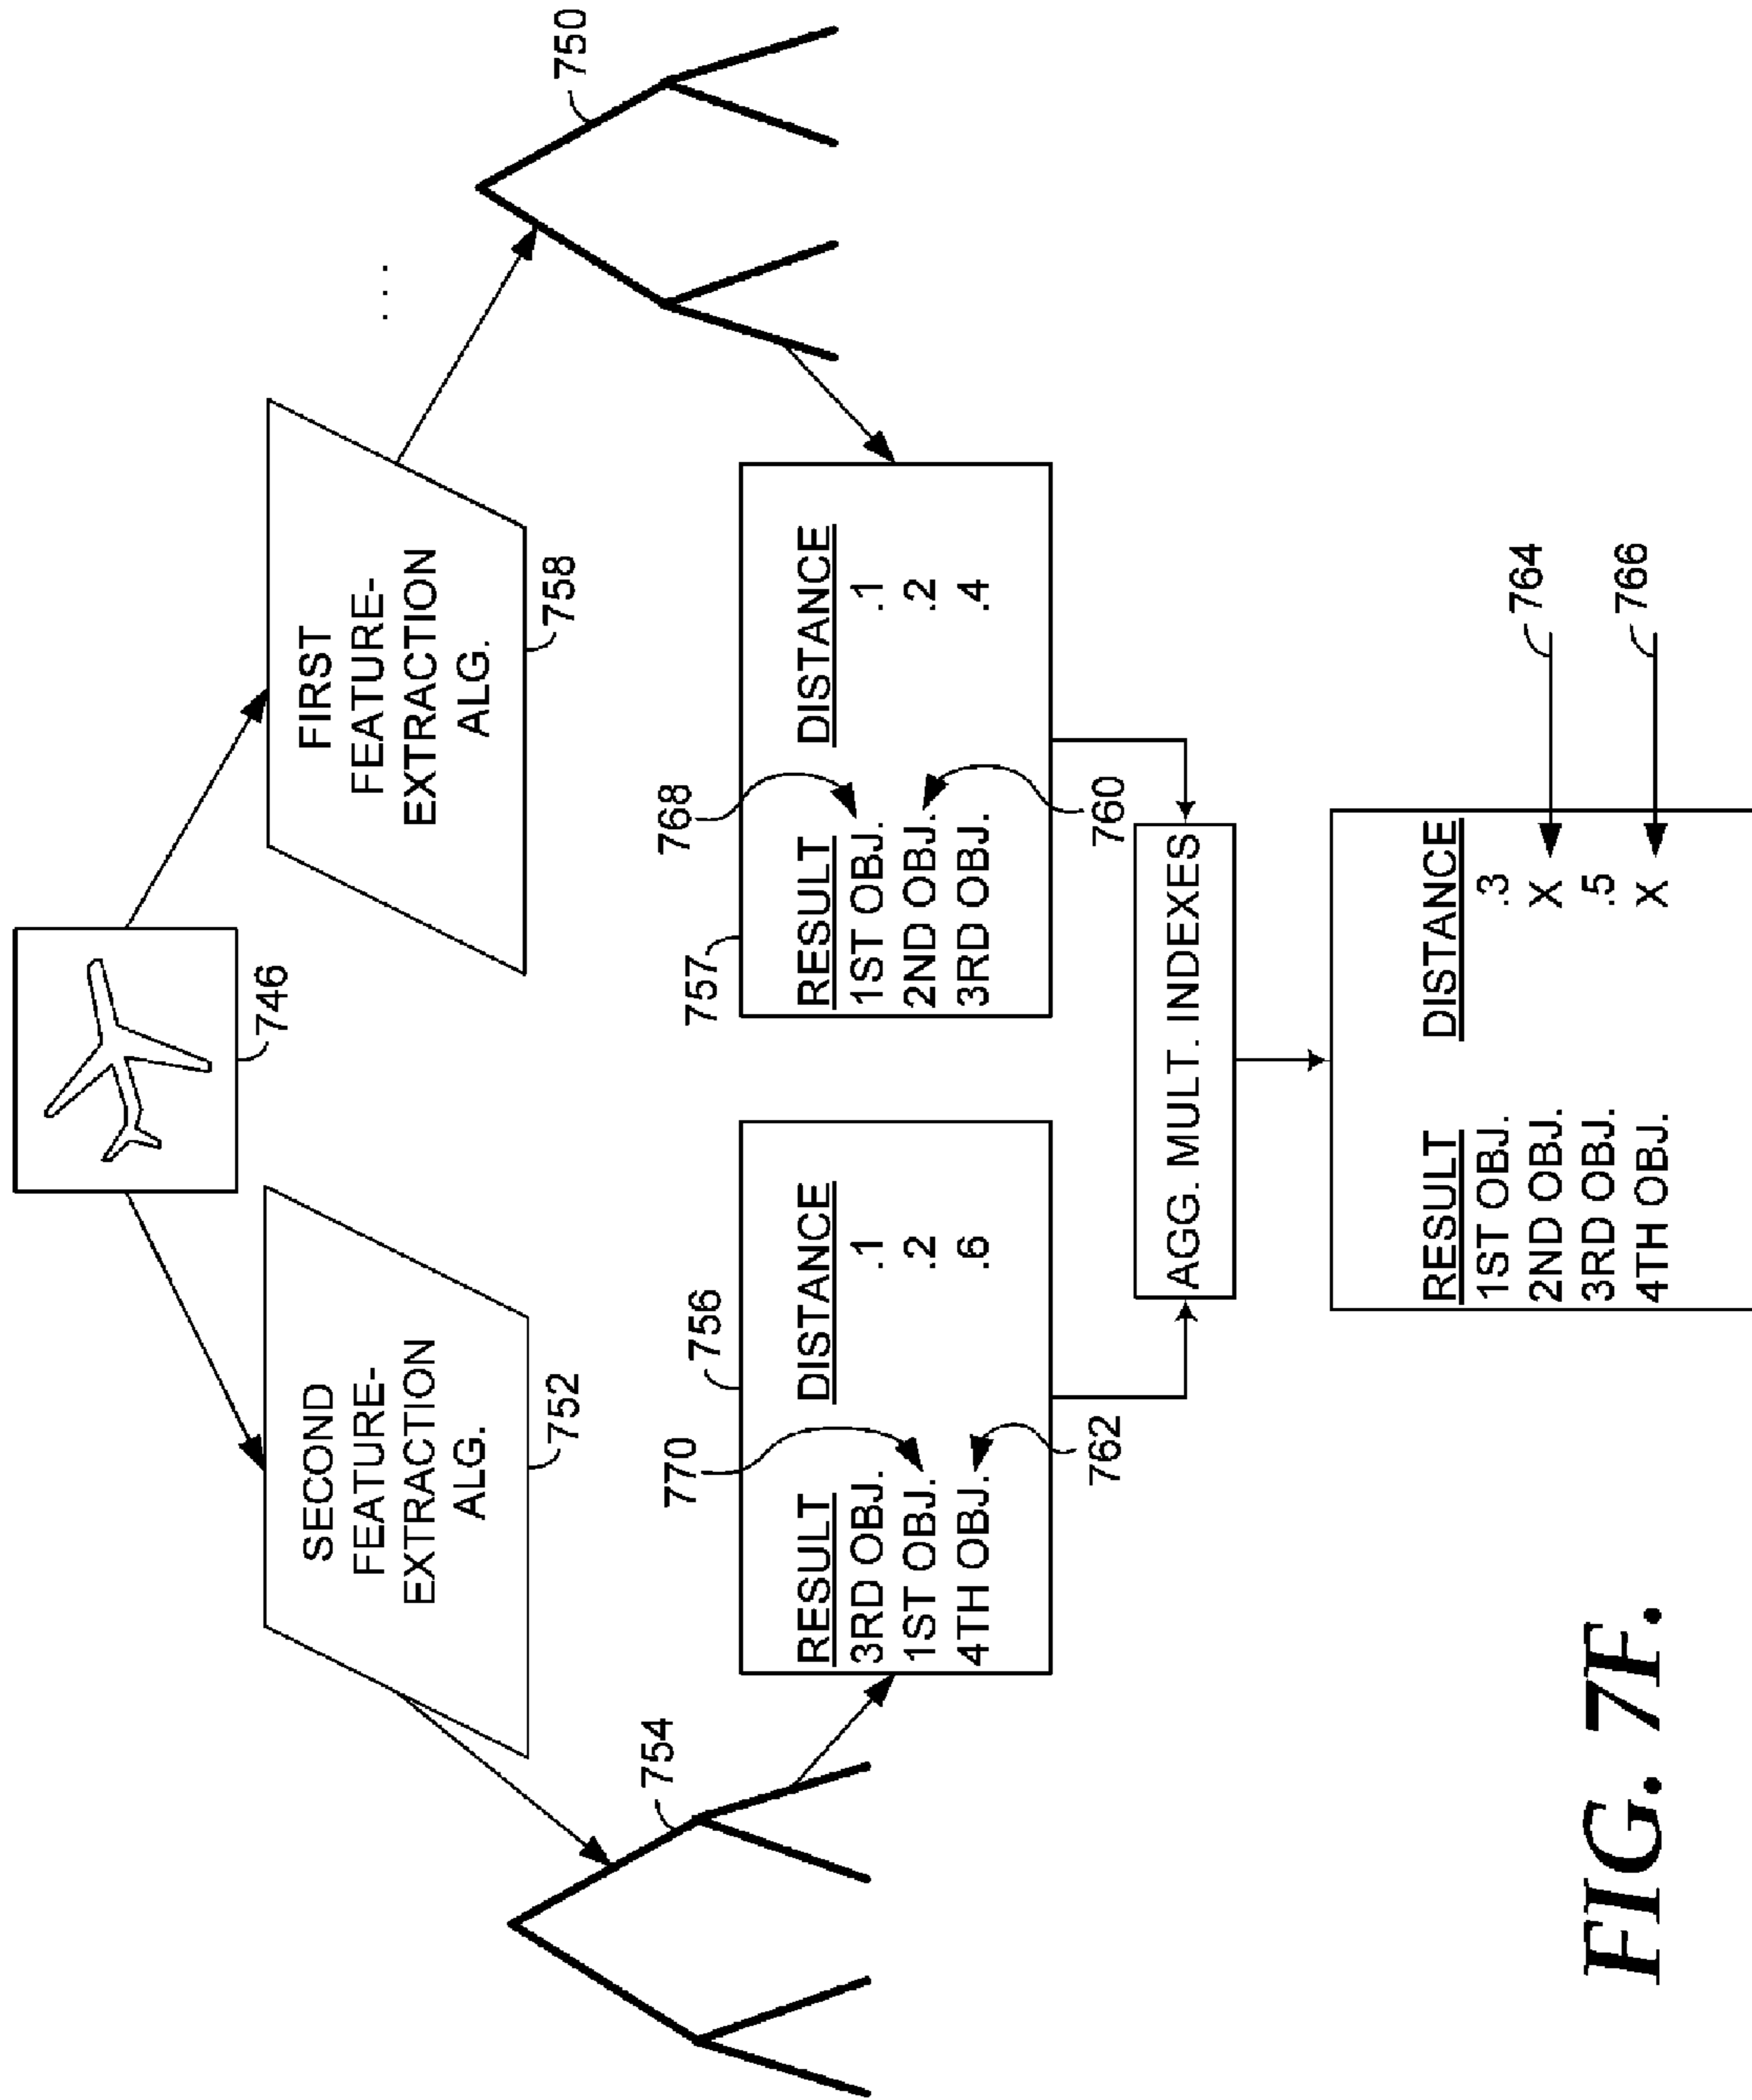 746
SECOND
FEATURE-
EXTRACTION
ALG.
752
FIRST
FEATURE-
EXTRACTION
ALG.
758
. . .
750
754
770
756
RESULT DISTANCE
3RD OBJ. .1
1ST OBJ. .2
4TH OBJ. .6
762
757
768
RESULT DISTANCE
1ST OBJ. .1
2ND OBJ. .2
3RD OBJ. .4
760
AGG. MULT. INDEXES
RESULT DISTANCE
1ST OBJ. .3
2ND OBJ. X
3RD OBJ. .5
4TH OBJ. X
764
766
FIG. 7F.